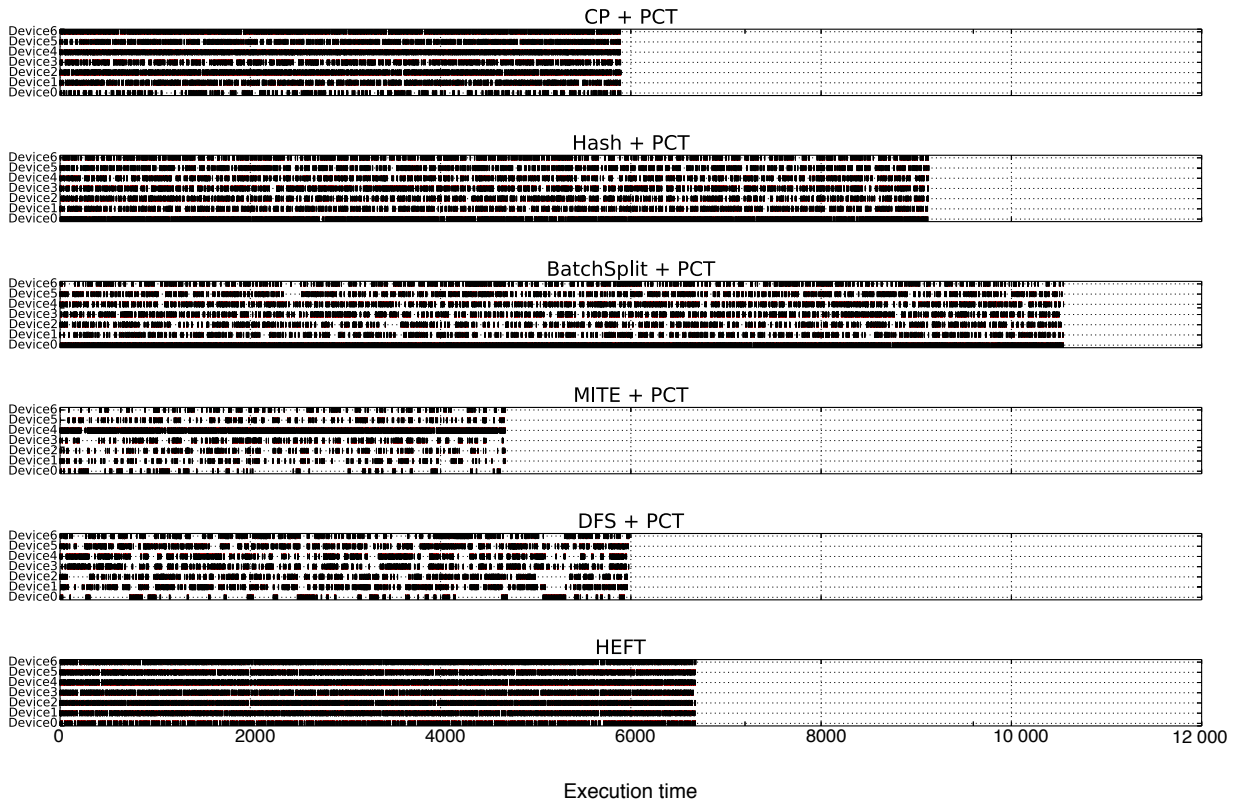 CP + PCT
Device6
Device5
Device4
Device3
Device2
Device1
Device0
Hash + PCT
Device6
Device5
Device4
Device3
Device2
Device1
Device0
BatchSplit + PCT
Device6
Device5
Device4
Device3
Device2
Device1
Device0
MITE + PCT
Device6
Device5
Device4
Device3
Device2
Device1
Device0
DFS + PCT
Device6
Device5
Device4
Device3
Device2
Device1
Device0
HEFT
Device6
Device5
Device4
Device3
Device2
Device1
Device0
0 2000 4000 6000 8000 10 000 12 000
Execution time